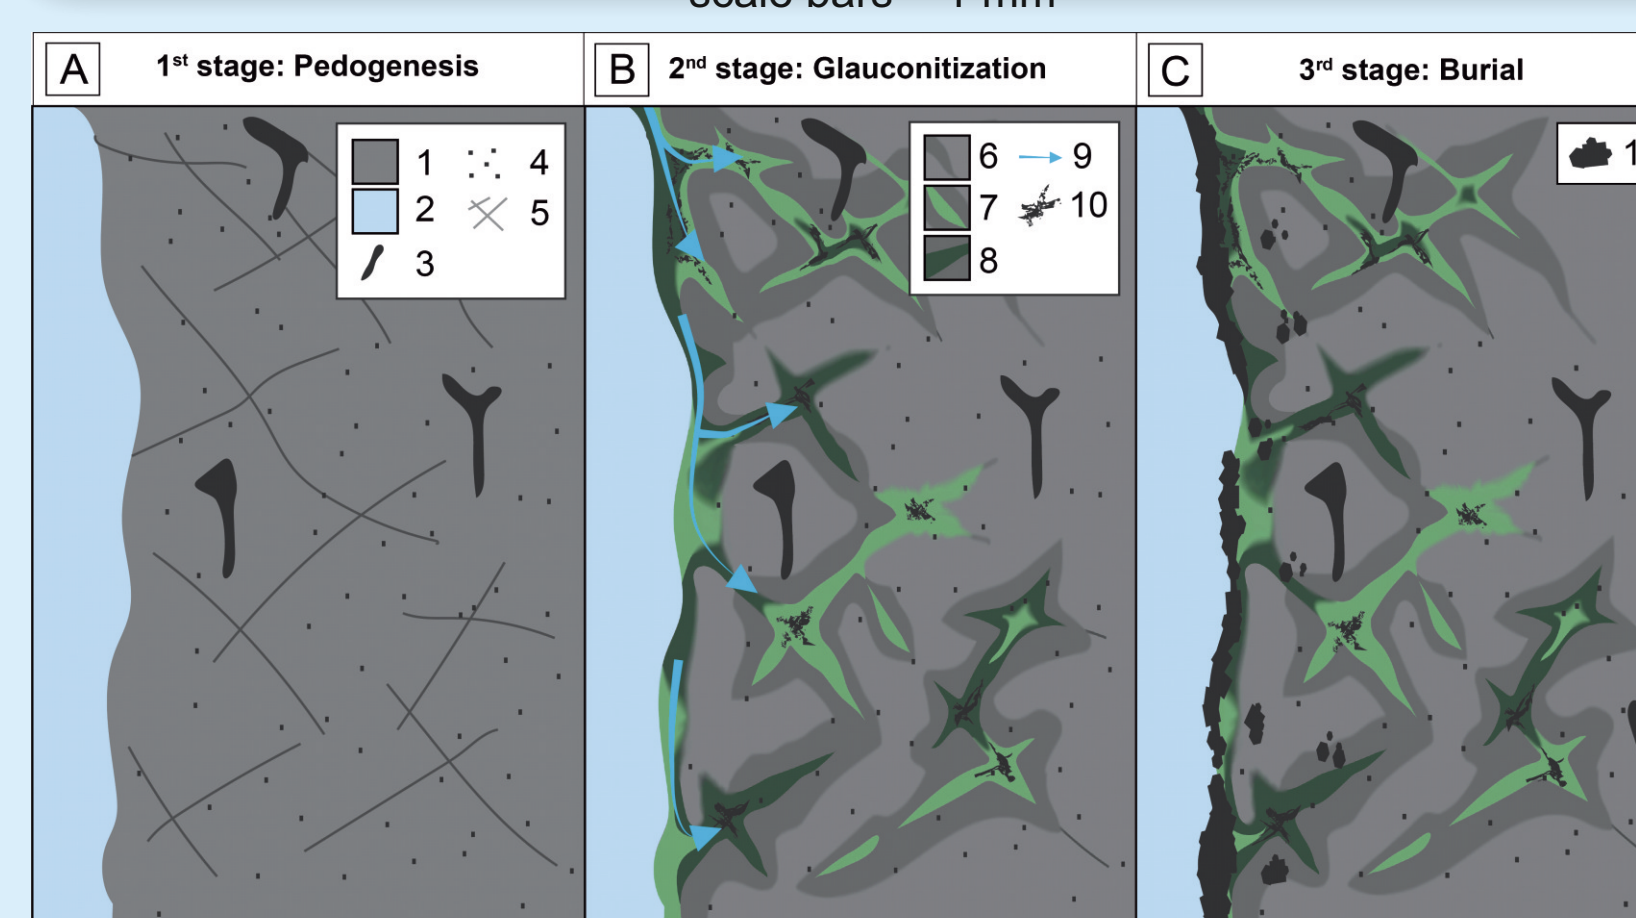 A
1st stage: Pedogenesis
B
2nd stage: Glauconitization
C
3rd stage: Burial
1
4
2
5
3
6
9
7
10
8